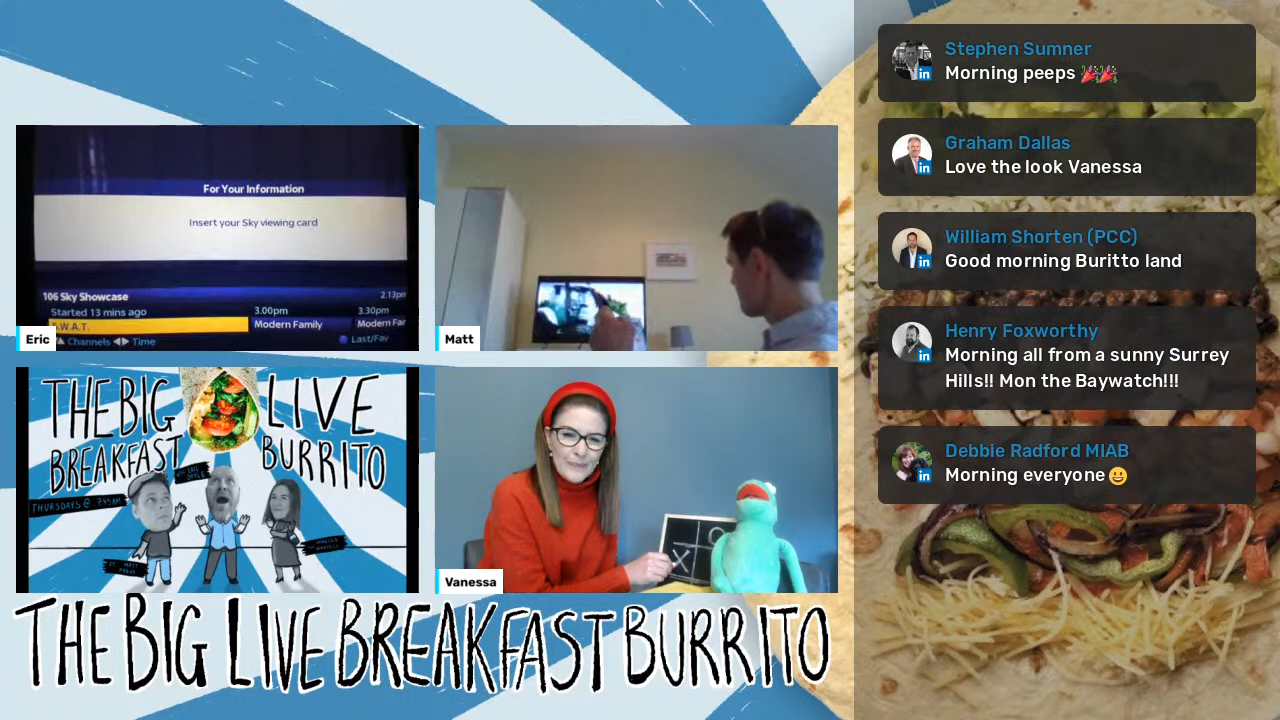 For Your Information
Insert your Sky viewing card
106 Sky Showcase
2.13pm
Started 13 mins ago
3.00pm
3.30pm
S.W.A.T.
Modern Family
Modern Far
Channels
Time
Last/Fav
Eric
Matt
THE BIG LIVE
BREAKFAST BURRITO
THURSDAYS @ 7:45AM
X
O
Vanessa
THE BIG LIVE BREAKFAST BURRITO
Stephen Sumner
Morning peeps 🎉🎉
Graham Dallas
Love the look Vanessa
William Shorten (PCC)
Good morning Buritto land
Henry Foxworthy
Morning all from a sunny Surrey
Hills!! Mon the Baywatch!!!
Debbie Radford MIAB
Morning everyone 😀